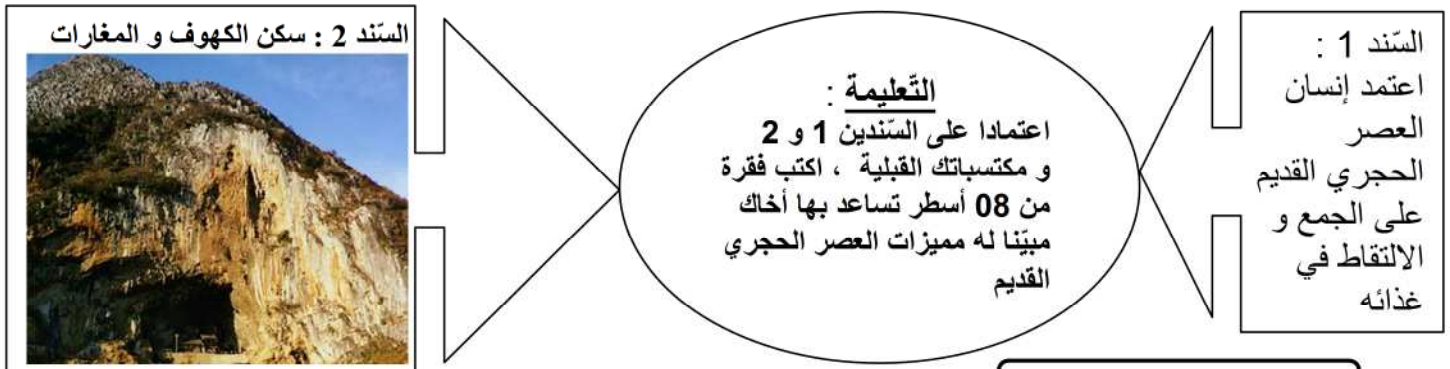 السّند 1 :
اعتمد إنسان
العصر
الحجري القديم
على الجمع و
الالتقاط في
غذائه
التّعليمة :
اعتمادا على السّندين 1 و 2
و مكتسباتك القبلية ، اكتب فقرة
من 08 أسطر تساعد بها أخاك
مبيّنا له مميزات العصر الحجري
القديم
السّند 2 : سكن الكهوف و المغارات